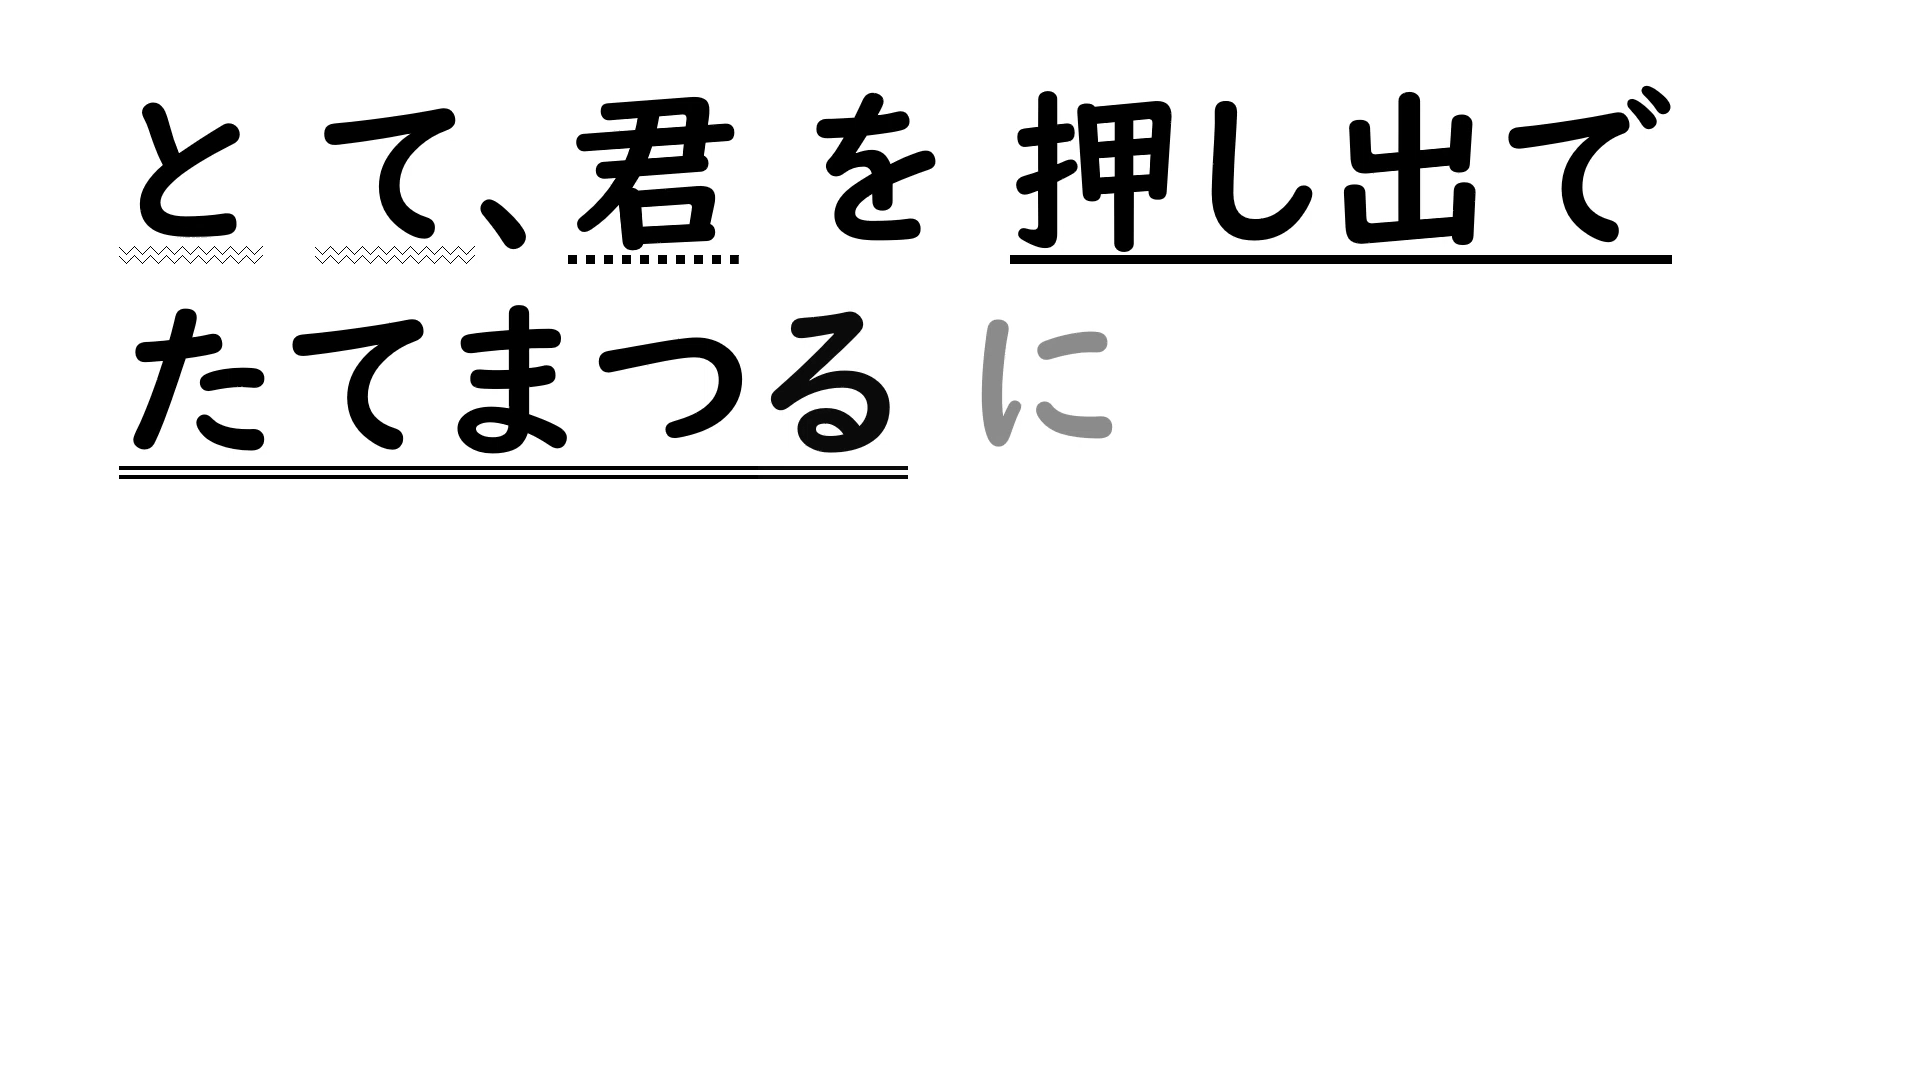 と て、君 を 押し出で
たてまつる に